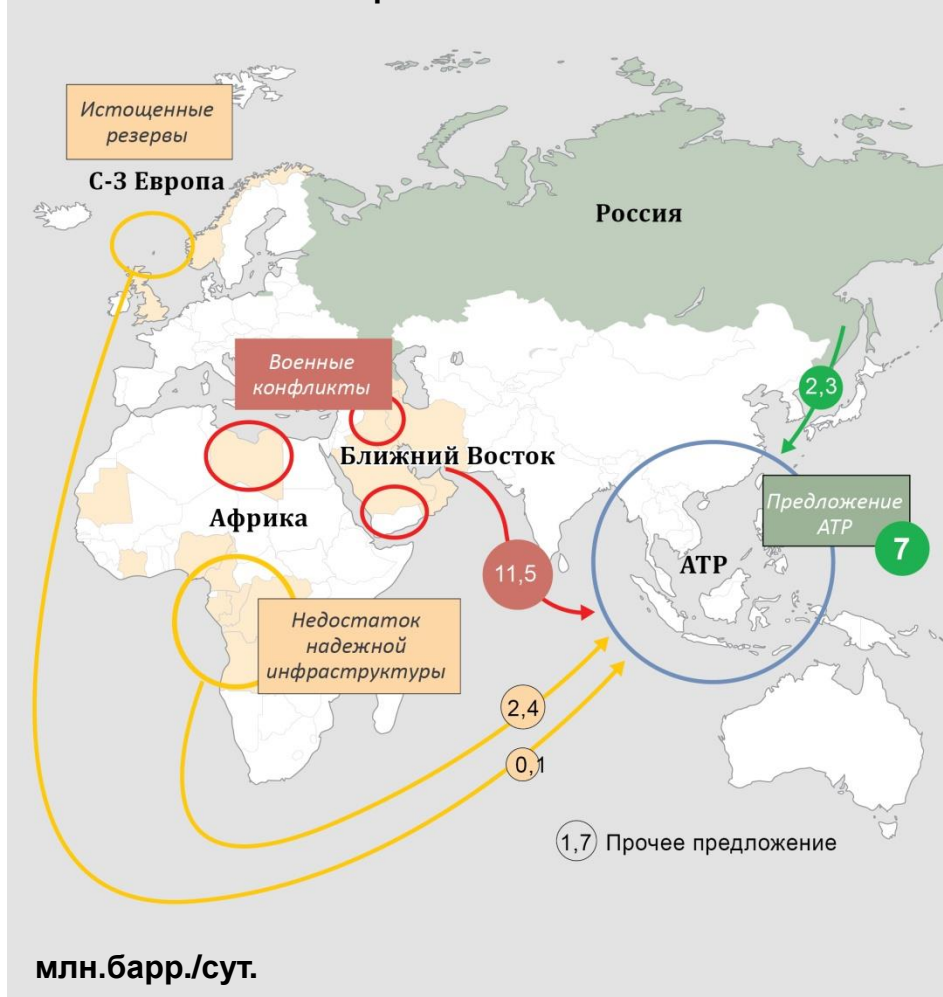 Истощенные
резервы
С-З Европа
Россия
Военные
конфликты
2,3
Ближний Восток
Африка
Предложение
АТР
7
АТР
11,5
Недостаток
надежной
инфраструктуры
2,4
0,1
1,7 Прочее предложение
млн.барр./сут.